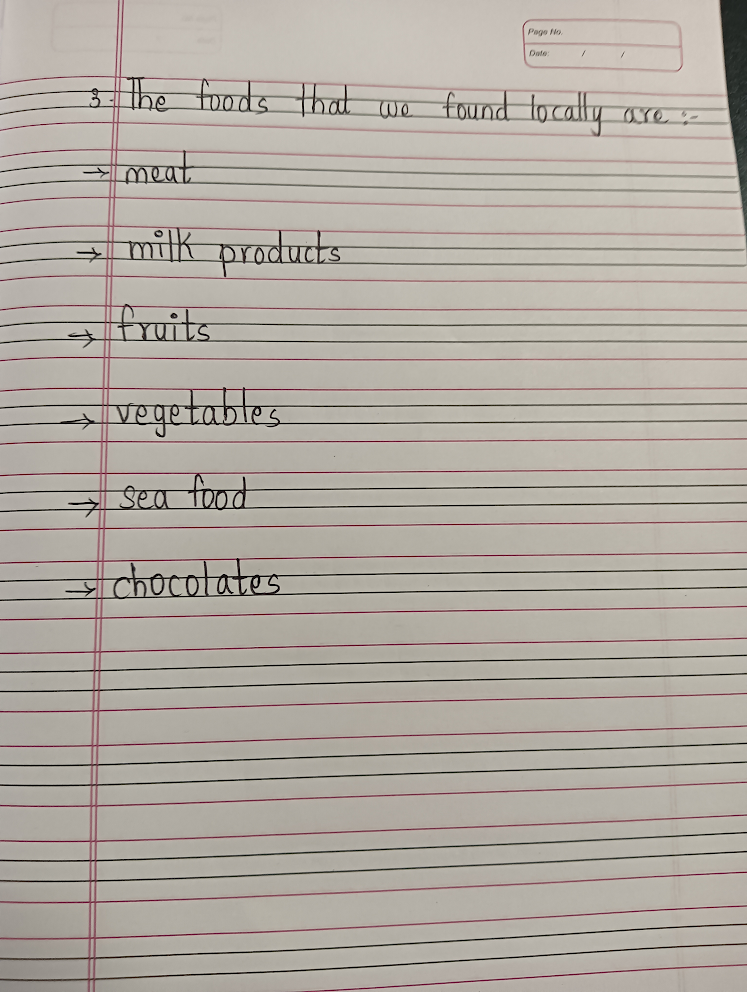 Page No.
Date: / /
3. The foods that we found locally are :-
→ meat
→ milk products
→ fruits
→ vegetables
→ sea food
→ chocolates